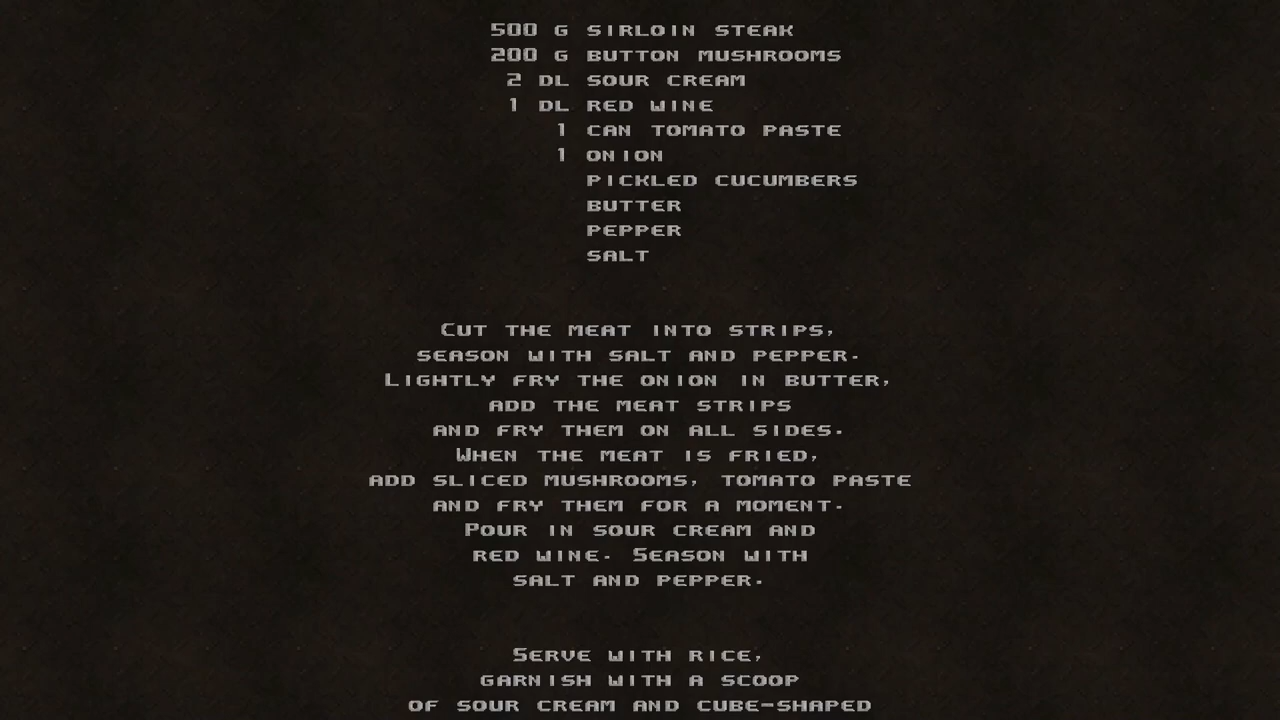 500 G SIRLOIN STEAK
200 G BUTTON MUSHROOMS
2 DL SOUR CREAM
1 DL RED WINE
1 CAN TOMATO PASTE
1 ONION
PICKLED CUCUMBERS
BUTTER
PEPPER
SALT
CUT THE MEAT INTO STRIPS,
SEASON WITH SALT AND PEPPER.
LIGHTLY FRY THE ONION IN BUTTER,
ADD THE MEAT STRIPS
AND FRY THEM ON ALL SIDES.
WHEN THE MEAT IS FRIED,
ADD SLICED MUSHROOMS, TOMATO PASTE
AND FRY THEM FOR A MOMENT.
POUR IN SOUR CREAM AND
RED WINE. SEASON WITH
SALT AND PEPPER.
SERVE WITH RICE,
GARNISH WITH A SCOOP
OF SOUR CREAM AND CUBE-SHAPED